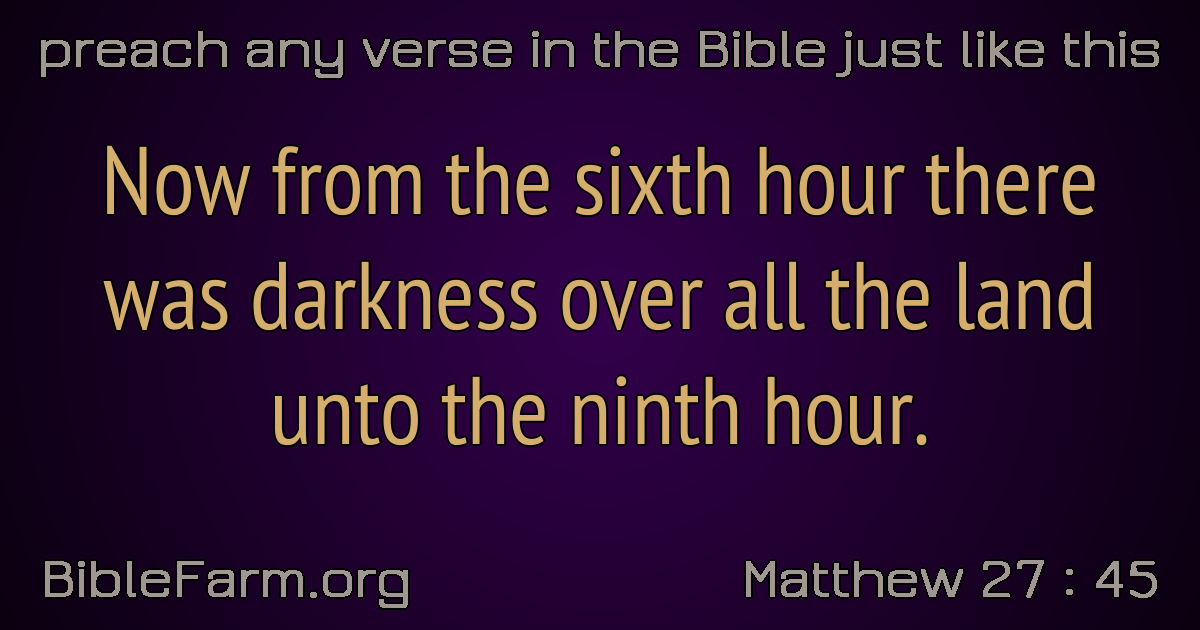 preach any verse in the Bible just like this
Now from the sixth hour there
was darkness over all the land
unto the ninth hour.
BibleFarm.org
Matthew 27 : 45